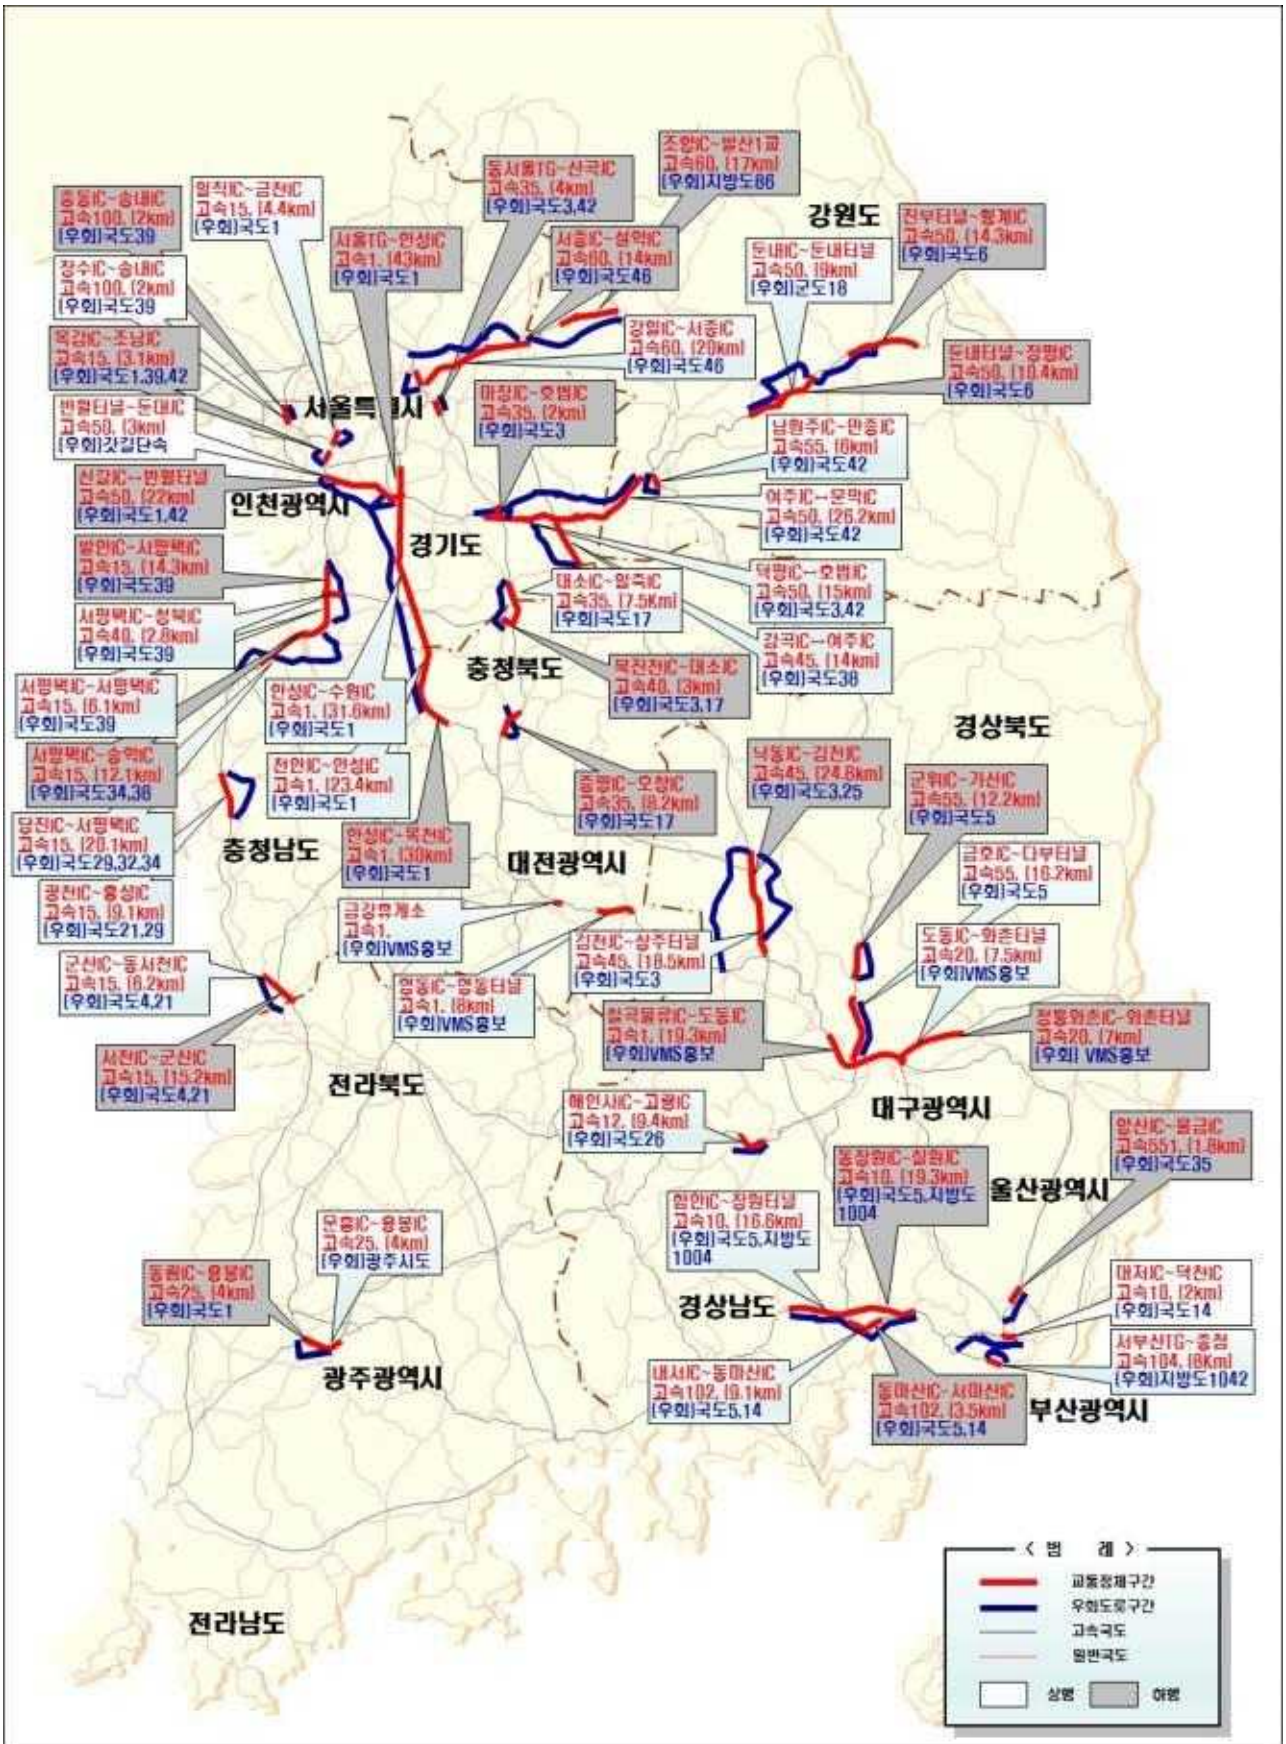 조양IC~발산1교
고속60, (17km)
(우회)지방도86
동서울TG~산곡IC
고속35, (4km)
(우회)국도3,42
강원도
중동IC~송내IC
고속100, (2km)
(우회)국도39
일직IC~금천IC
고속15, (4.4km)
(우회)국도1
진부터널~횡계IC
고속50, (14.3km)
(우회)국도6
서울TG~안성IC
고속1, (43km)
(우회)국도1
서종IC~설악IC
고속60, (14km)
(우회)국도46
둔내IC~둔내터널
고속50, (9km)
(우회)군도18
장수IC~송내IC
고속100, (2km)
(우회)국도39
강일IC~서종IC
고속60, (20km)
(우회)국도46
목감IC~조남IC
고속15, (3.1km)
(우회)국도1,39,42
둔내터널~장평IC
고속50, (10.4km)
(우회)국도6
서울특별시
마장IC~호법IC
고속35, (2km)
(우회)국도3
반월터널~둔대IC
고속50, (3km)
(우회)갓길단속
남원주IC~만종IC
고속55, (6km)
(우회)국도42
신갈IC↔반월터널
고속50, (22km)
(우회)국도1,42
인천광역시
여주IC↔문막IC
고속50, (26.2km)
(우회)국도42
경기도
발안IC~서평택IC
고속15, (14.3km)
(우회)국도39
대소IC~일죽IC
고속35, (7.5Km)
(우회)국도17
덕평IC↔호법IC
고속50, (15km)
(우회)국도3,42
서평택IC~청북IC
고속40, (2.8km)
(우회)국도39
감곡IC↔여주IC
고속45, (14km)
(우회)국도38
충청북도
북진천IC~대소IC
고속40, (3km)
(우회)국도3,17
서평택IC~서평택IC
고속15, (6.1km)
(우회)국도39
안성IC~수원IC
고속1, (31.6km)
(우회)국도1
경상북도
서평택IC~송악IC
고속15, (12.1km)
(우회)국도34,38
천안IC~안성IC
고속1, (23.4km)
(우회)국도1
증평IC~오창IC
고속35, (8.2km)
(우회)국도17
낙동IC~김천IC
고속45, (24.8km)
(우회)국도3,25
군위IC~가산IC
고속55, (12.2km)
(우회)국도5
당진IC~서평택IC
고속15, (20.1km)
(우회)국도29,32,34
충청남도
안성IC~목천IC
고속1, (30km)
(우회)국도1
대전광역시
금호IC~다부터널
고속55, (16.2km)
(우회)국도5
광천IC~홍성IC
고속15, (9.1km)
(우회)국도21,29
금강휴게소
고속1,
(우회)VMS홍보
김천IC~상주터널
고속45, (18.5km)
(우회)국도3
도동IC~와촌터널
고속20, (7.5km)
(우회)VMS홍보
군산IC~동서천IC
고속15, (6.2km)
(우회)국도4,21
영동IC~영동터널
고속1, (8km)
(우회)VMS홍보
칠곡물류IC~도동IC
고속1, (19.3km)
(우회)VMS홍보
청통와촌IC~와촌터널
고속20, (7km)
(우회) VMS홍보
서천IC~군산IC
고속15, (15.2km)
(우회)국도4,21
전라북도
해인사IC~고령IC
고속12, (9.4km)
(우회)국도26
대구광역시
양산IC~물금IC
고속551, (1.8km)
(우회)국도35
동창원IC~칠원IC
고속10, (19.3km)
(우회)국도5,지방도
1004
울산광역시
함안IC~창원터널
고속10, (16.6km)
(우회)국도5,지방도
1004
문흥IC~용봉IC
고속25, (4km)
(우회)광주시도
동림IC~용봉IC
고속25, (4km)
(우회)국도1
대저IC~덕천IC
고속10, (2km)
(우회)국도14
경상남도
서부산TG~종점
고속104, (6Km)
(우회)지방도1042
광주광역시
내서IC~동마산IC
고속102, (9.1km)
(우회)국도5,14
동마산IC~서마산IC
고속102, (3.5km)
(우회)국도5,14
부산광역시
전라남도
< 범 례 >
교통정체구간
우회도로구간
고속국도
일반국도
상행
하행